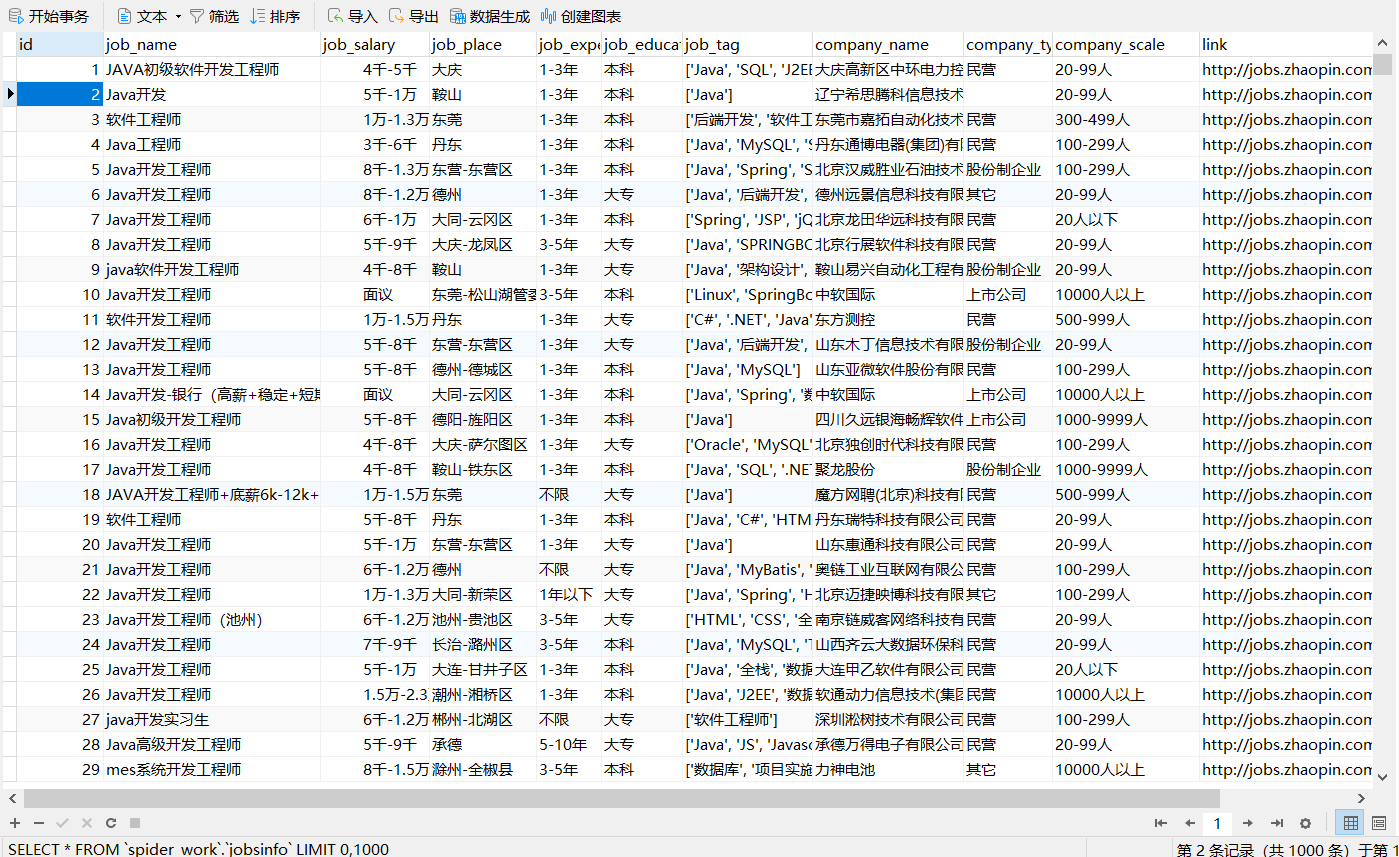 开始事务 文本 筛选 排序 导入 导出 数据生成 创建图表
id job_name job_salary job_place job_expe job_educat job_tag company_name company_ty company_scale link
1 JAVA初级软件开发工程师 4千-5千 大庆 1-3年 本科 ['Java', 'SQL', 'J2EE 大庆高新区中环电力控 民营 20-99人 http://jobs.zhaopin.com
2 Java开发 5千-1万 鞍山 1-3年 本科 ['Java'] 辽宁希思腾科信息技术 20-99人 http://jobs.zhaopin.com
3 软件工程师 1万-1.3万 东莞 1-3年 本科 ['后端开发', '软件工 东莞市嘉拓自动化技术 民营 300-499人 http://jobs.zhaopin.com
4 Java工程师 3千-6千 丹东 1-3年 本科 ['Java', 'MySQL', 'S 丹东通博电器(集团)有 民营 100-299人 http://jobs.zhaopin.com
5 Java开发工程师 8千-1.3万 东营-东营区 1-3年 本科 ['Java', 'Spring', 'S 北京汉威胜业石油技术 股份制企业 100-299人 http://jobs.zhaopin.com
6 Java开发工程师 8千-1.2万 德州 1-3年 大专 ['Java', '后端开发', 德州远景信息科技有限 其它 20-99人 http://jobs.zhaopin.com
7 Java开发工程师 6千-1万 大同-云冈区 1-3年 本科 ['Spring', 'JSP', 'jQ 北京龙田华远科技有限 民营 20人以下 http://jobs.zhaopin.com
8 Java开发工程师 5千-9千 大庆-龙凤区 3-5年 大专 ['Java', 'SPRINGBO 北京行展软件科技有限 民营 20-99人 http://jobs.zhaopin.com
9 java软件开发工程师 4千-8千 鞍山 1-3年 大专 ['Java', '架构设计', 鞍山易兴自动化工程有 股份制企业 20-99人 http://jobs.zhaopin.com
10 Java开发工程师 面议 东莞-松山湖管委 3-5年 本科 ['Linux', 'SpringBo 中软国际 上市公司 10000人以上 http://jobs.zhaopin.com
11 软件开发工程师 1万-1.5万 丹东 1-3年 大专 ['C#', '.NET', 'Java' 东方测控 民营 500-999人 http://jobs.zhaopin.com
12 Java开发工程师 5千-8千 东营-东营区 1-3年 大专 ['Java', '后端开发', 山东木丁信息技术有限 股份制企业 20-99人 http://jobs.zhaopin.com
13 Java开发工程师 5千-8千 德州-德城区 1-3年 本科 ['Java', 'MySQL'] 山东亚微软件股份有限 民营 100-299人 http://jobs.zhaopin.com
14 Java开发-银行（高薪+稳定+短期 面议 大同-云冈区 1-3年 本科 ['Java', 'Spring', '数 中软国际 上市公司 10000人以上 http://jobs.zhaopin.com
15 Java初级开发工程师 5千-8千 德阳-旌阳区 1-3年 本科 ['Java'] 四川久远银海畅辉软件 上市公司 1000-9999人 http://jobs.zhaopin.com
16 Java开发工程师 4千-8千 大庆-萨尔图区 1-3年 大专 ['Oracle', 'MySQL' 北京独创时代科技有限 民营 100-299人 http://jobs.zhaopin.com
17 Java开发工程师 4千-8千 鞍山-铁东区 1-3年 本科 ['Java', 'SQL', '.NE 聚龙股份 股份制企业 1000-9999人 http://jobs.zhaopin.com
18 JAVA开发工程师+底薪6k-12k+ 1万-1.5万 东莞 不限 大专 ['Java'] 魔方网聘(北京)科技有 民营 500-999人 http://jobs.zhaopin.com
19 软件工程师 5千-8千 丹东 1-3年 本科 ['Java', 'C#', 'HTM 丹东瑞特科技有限公司 民营 20-99人 http://jobs.zhaopin.com
20 Java开发工程师 5千-1万 东营-东营区 1-3年 大专 ['Java'] 山东惠通科技有限公司 民营 20-99人 http://jobs.zhaopin.com
21 Java开发工程师 6千-1.2万 德州 不限 大专 ['Java', 'MyBatis', ' 奥链工业互联网有限公 民营 100-299人 http://jobs.zhaopin.com
22 Java开发工程师 1万-1.3万 大同-新荣区 1年以下 大专 ['Java', 'Spring', 'H 北京迈捷映博科技有限 其它 100-299人 http://jobs.zhaopin.com
23 Java开发工程师（池州） 6千-1.2万 池州-贵池区 3-5年 大专 ['HTML', 'CSS', '全 南京链威客网络科技有 民营 20-99人 http://jobs.zhaopin.com
24 Java开发工程师 7千-9千 长治-潞州区 3-5年 本科 ['Java', 'MySQL', 'T 山西齐云大数据环保科 民营 20-99人 http://jobs.zhaopin.com
25 Java开发工程师 5千-1万 大连-甘井子区 1-3年 本科 ['Java', '全栈', '数据 大连甲乙软件有限公司 民营 20人以下 http://jobs.zhaopin.com
26 Java开发工程师 1.5万-2.3 潮州-湘桥区 1-3年 本科 ['Java', 'J2EE', '数据 软通动力信息技术(集团 民营 10000人以上 http://jobs.zhaopin.com
27 java开发实习生 6千-1.2万 郴州-北湖区 不限 大专 ['软件工程师'] 深圳淞树技术有限公司 民营 100-299人 http://jobs.zhaopin.com
28 Java高级开发工程师 5千-9千 承德 5-10年 大专 ['Java', 'JS', 'Javasc 承德万得电子有限公司 民营 20-99人 http://jobs.zhaopin.com
29 mes系统开发工程师 8千-1.5万 滁州-全椒县 3-5年 本科 ['数据库', '项目实施 力神电池 其它 10000人以上 http://jobs.zhaopin.com
1
SELECT * FROM `spider_work`.`jobsinfo` LIMIT 0,1000 第 2 条记录（共 1000 条）于第 1